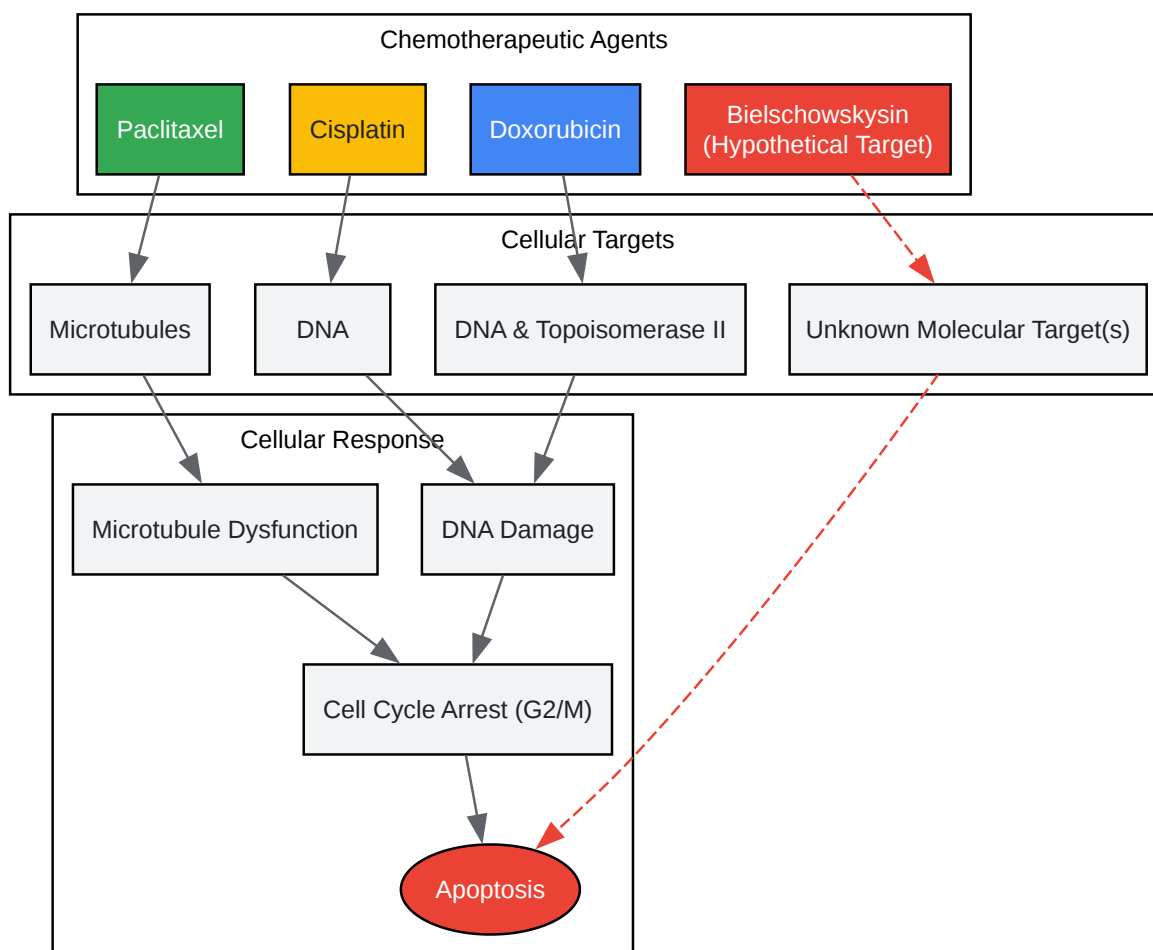 Chemotherapeutic Agents
Paclitaxel
Cisplatin
Doxorubicin
Bielschowskysin
(Hypothetical Target)
Cellular Targets
Microtubules
DNA
DNA & Topoisomerase II
Unknown Molecular Target(s)
Cellular Response
Microtubule Dysfunction
DNA Damage
Cell Cycle Arrest (G2/M)
Apoptosis